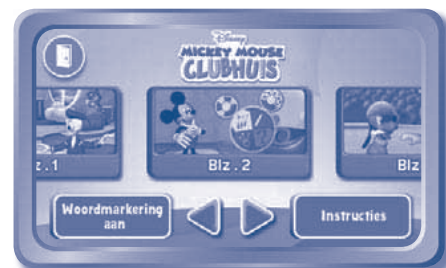 Disney
MICKEY MOUSE
CLUBHUIS
z.1
Blz.2
Blz
Woordmarkering
aan
Instructies